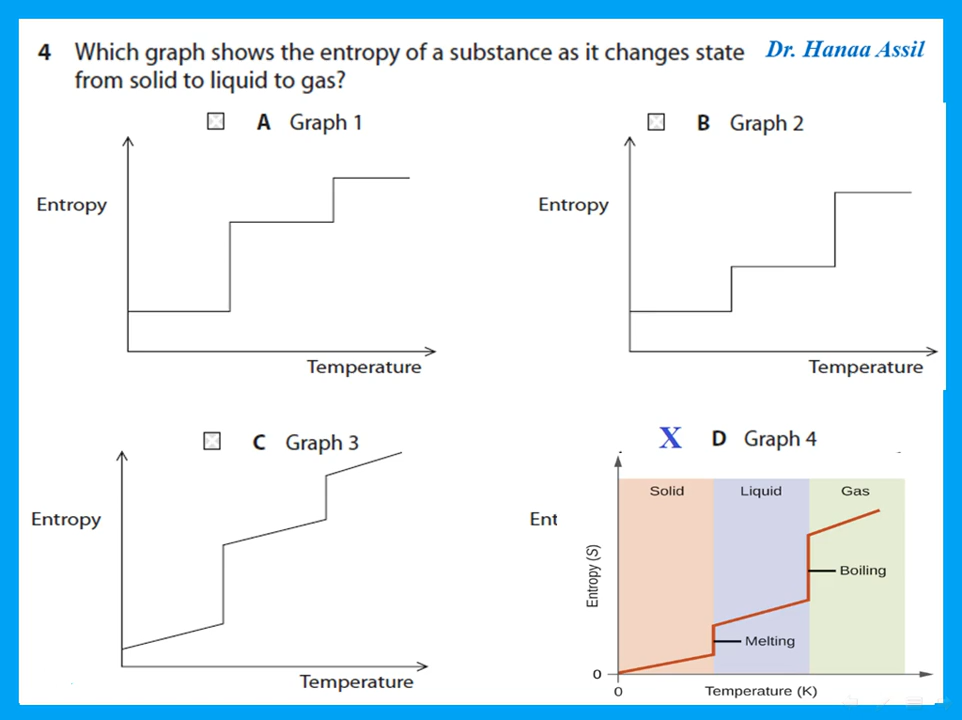 4 Which graph shows the entropy of a substance as it changes state Dr. Hanaa Assil
from solid to liquid to gas?
A Graph 1
B Graph 2
Entropy
Entropy
Temperature
Temperature
C Graph 3
X D Graph 4
Solid Liquid Gas
Entropy
Ent
Entropy (S)
Boiling
Melting
0
0
Temperature
Temperature (K)